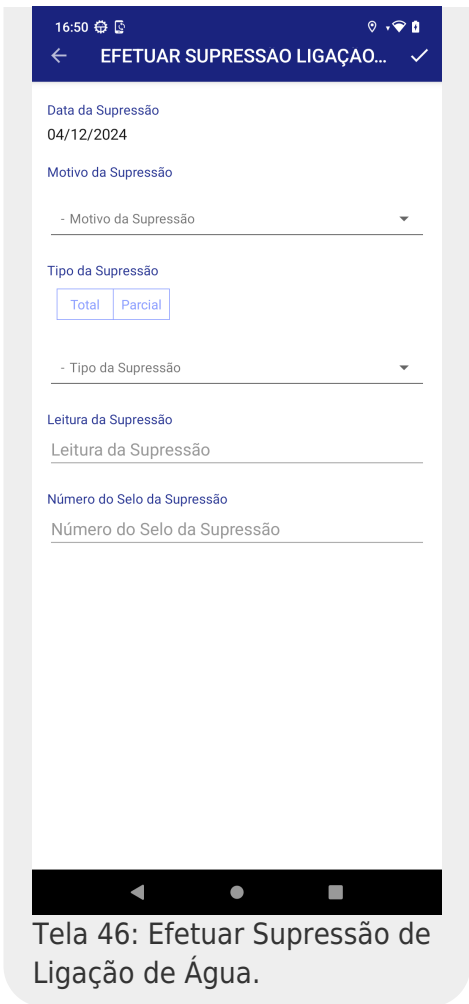 16:50
EFETUAR SUPRESSAO LIGAÇAO...
Data da Supressão
04/12/2024
Motivo da Supressão
- Motivo da Supressão
Tipo da Supressão
Total Parcial
- Tipo da Supressão
Leitura da Supressão
Leitura da Supressão
Número do Selo da Supressão
Número do Selo da Supressão
Tela 46: Efetuar Supressão de
Ligação de Água.